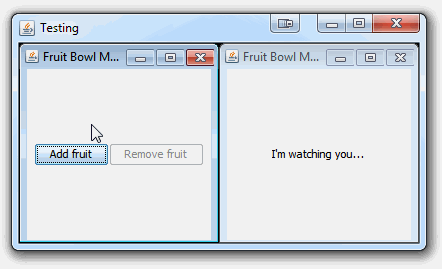 Testing
Fruit Bowl M...
Fruit Bowl M...
Add fruit
Remove fruit
I'm watching you...